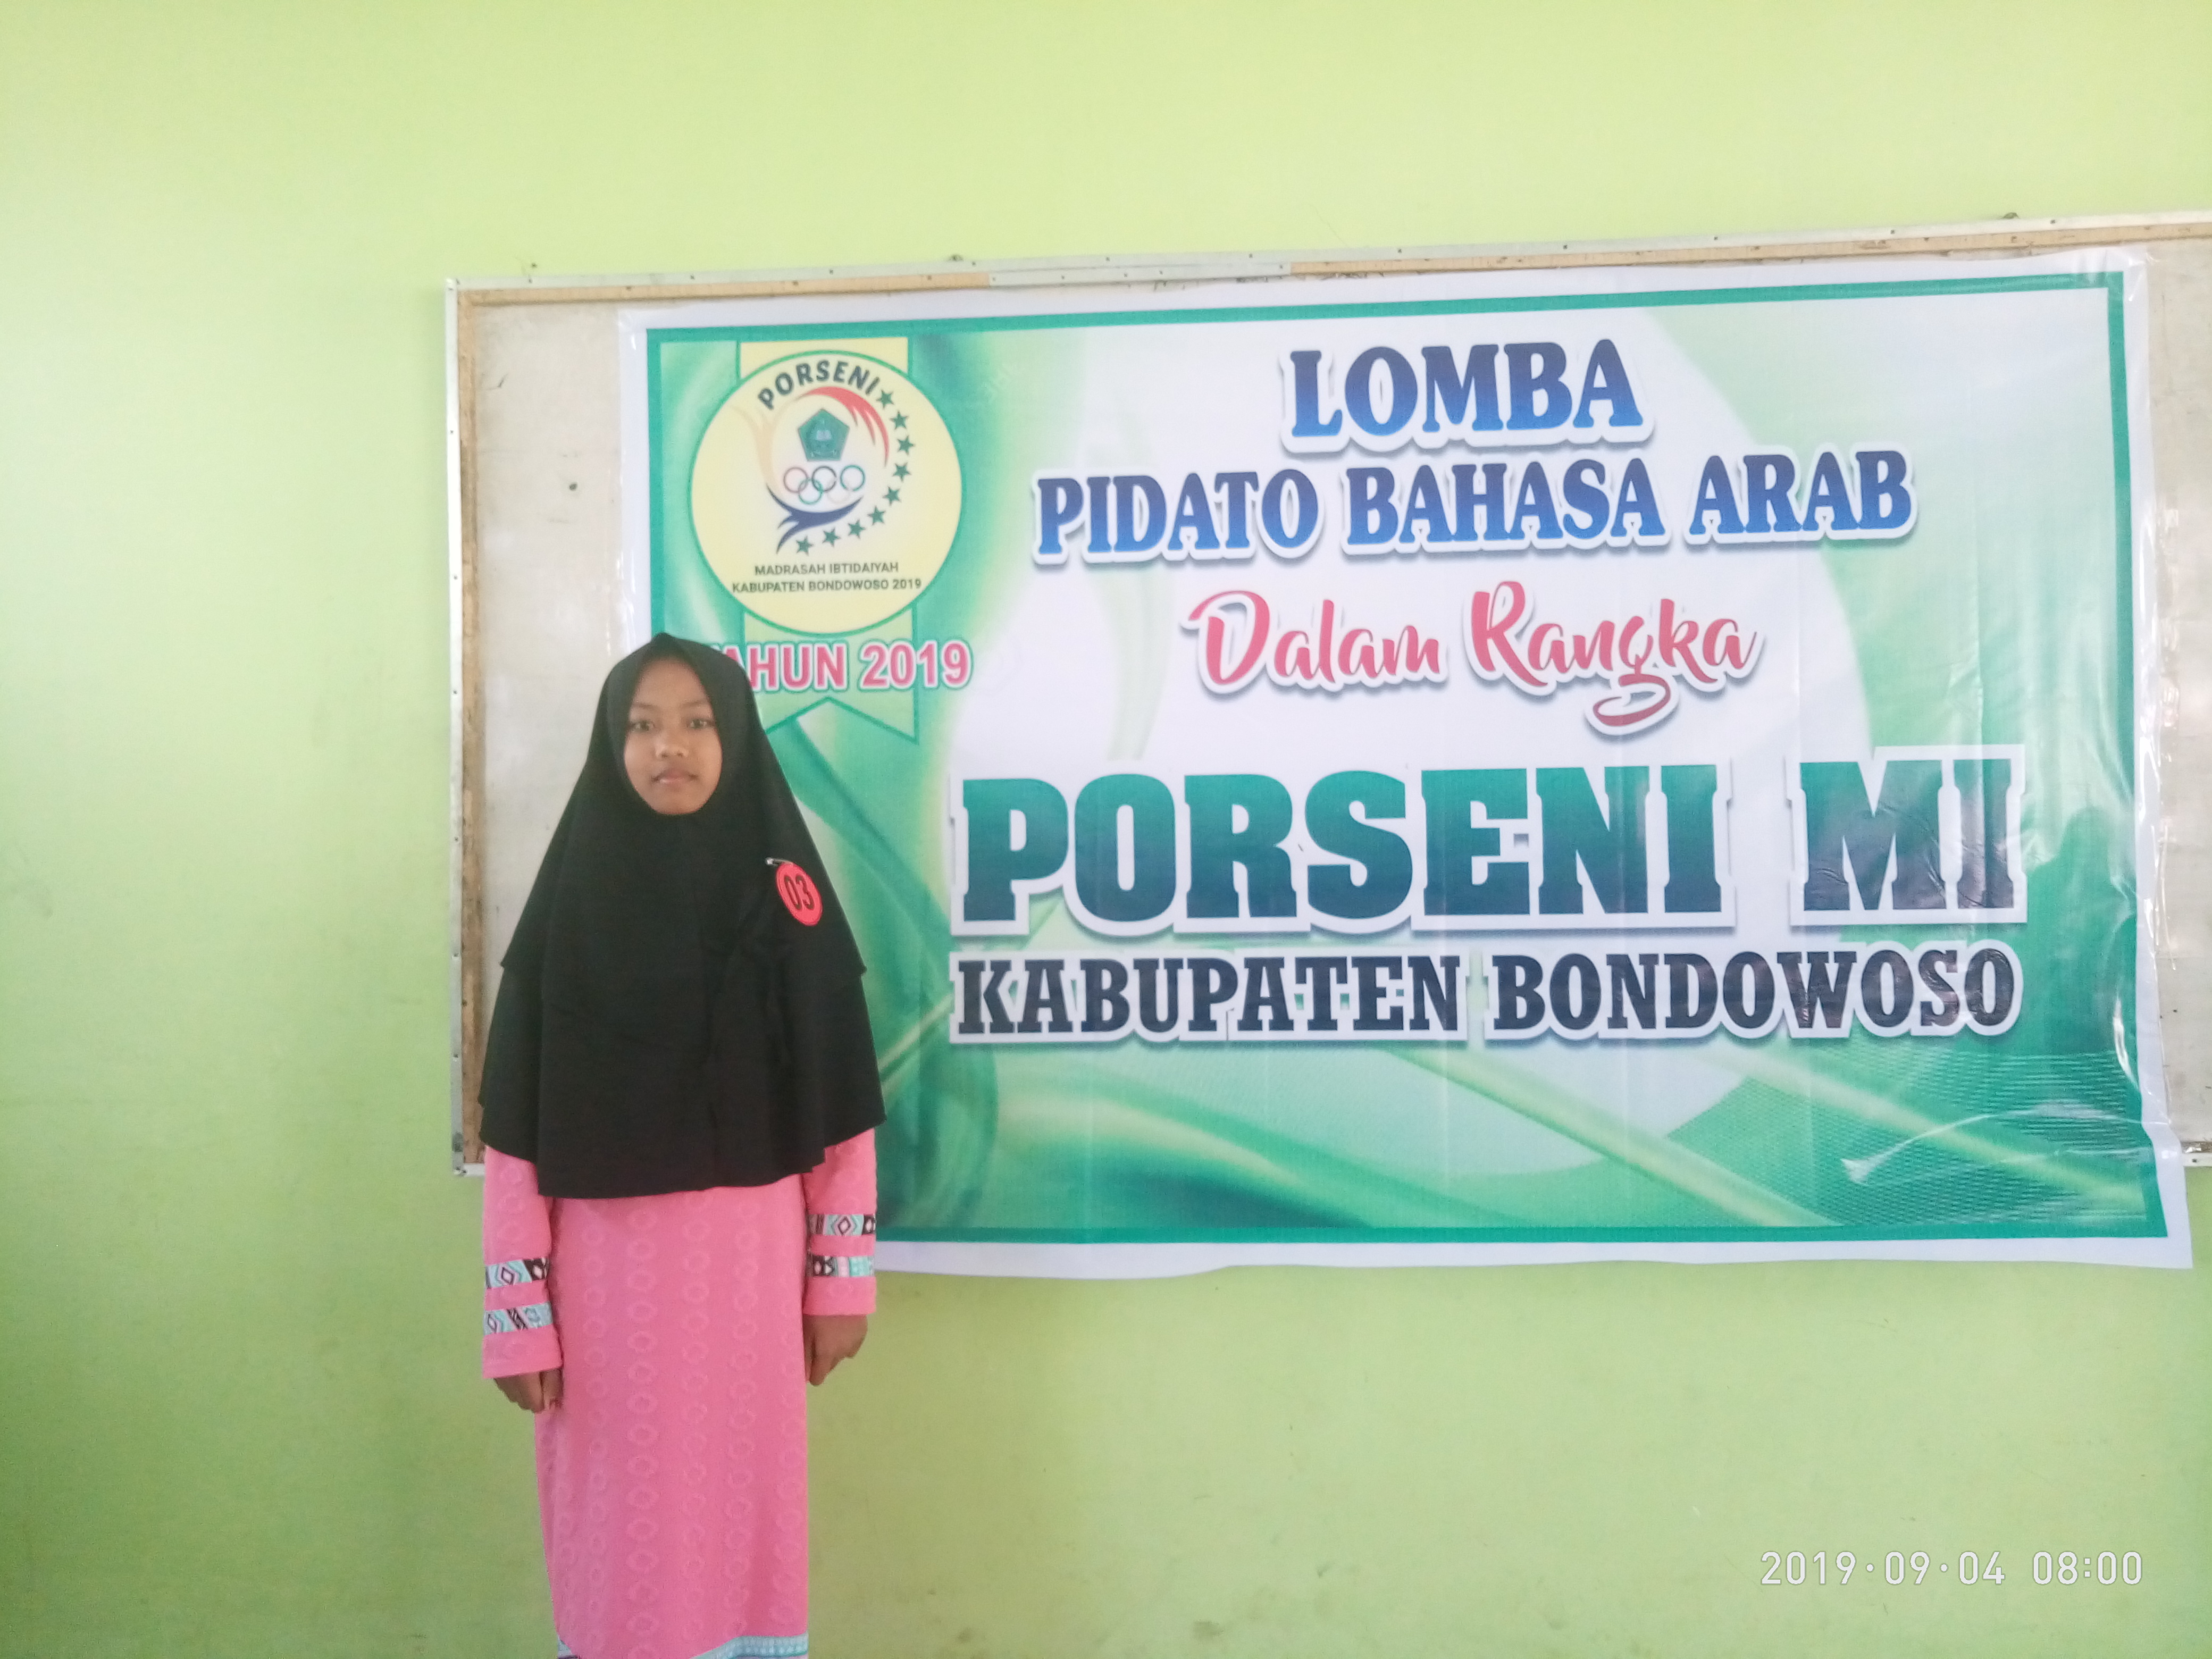 PORSENI
MADRASAH IBTIDAIYAH
KABUPATEN BONDOWOSO 2019
2019
LOMBA
PIDATO BAHASA ARAB
Dalam Rangka
PORSENI MI
KABUPATEN BONDOWOSO
03
2019·09·04 08:00